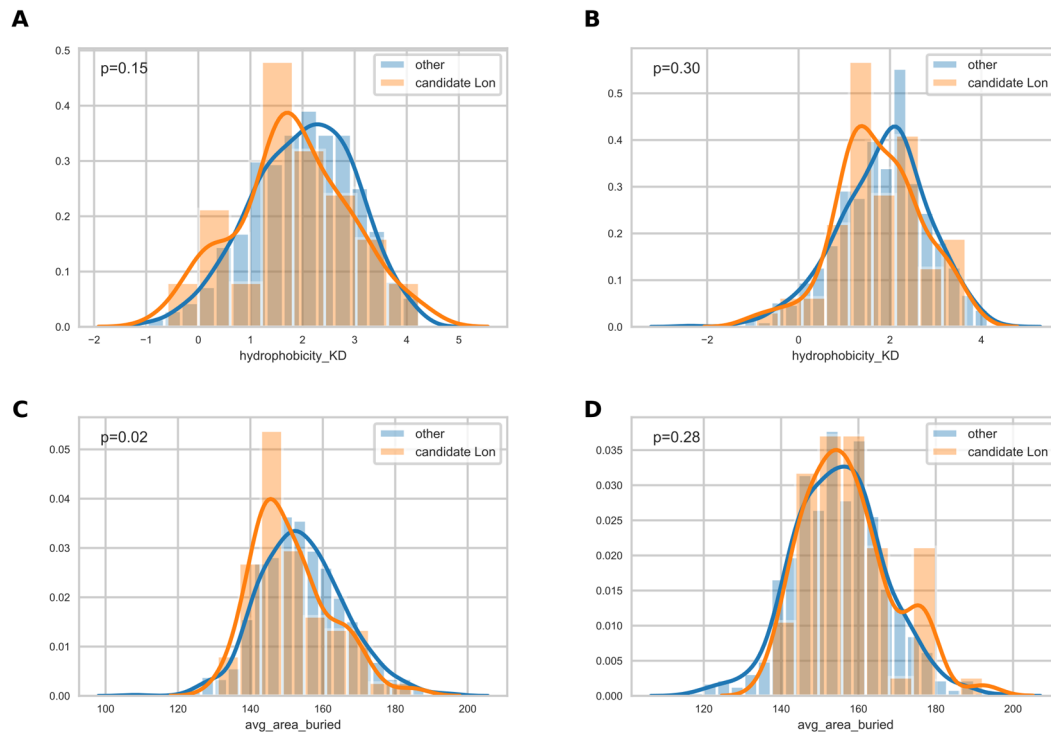 A
p=0.15
other
candidate Lon
0.5
0.4
0.3
0.2
0.1
0.0
−2 −1 0 1 2 3 4 5
hydrophobicity_KD
B
p=0.30
other
candidate Lon
0.5
0.4
0.3
0.2
0.1
0.0
−2 0 2 4
hydrophobicity_KD
C
p=0.02
other
candidate Lon
0.05
0.04
0.03
0.02
0.01
0.00
100 120 140 160 180 200
avg_area_buried
D
p=0.28
other
candidate Lon
0.035
0.030
0.025
0.020
0.015
0.010
0.005
0.000
120 140 160 180 200
avg_area_buried